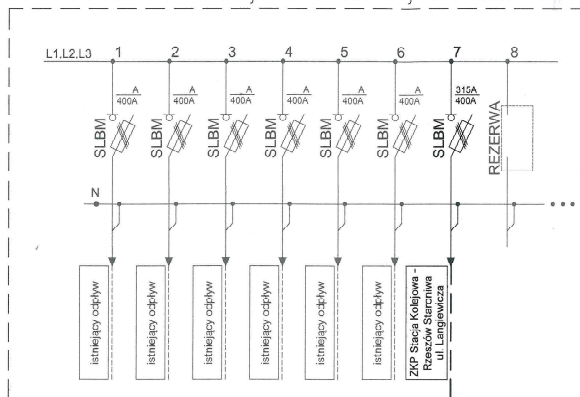 L1,L2,L3
1 2 3 4 5 6 7 8
A A A A A A 315A
400A 400A 400A 400A 400A 400A 400A
SLBM SLBM SLBM SLBM SLBM SLBM SLBM REZERWA
N
istniejący odpływ
istniejący odpływ
istniejący odpływ
istniejący odpływ
istniejący odpływ
istniejący odpływ
ZKP Stacja Kolejowa -
Rzeszów Staroniwa
ul. Langiewicza